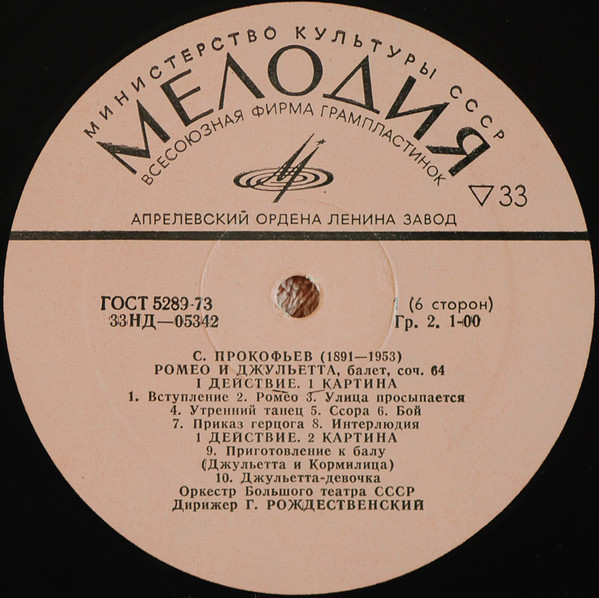 МИНИСТЕРСТВО КУЛЬТУРЫ СССР
МЕЛОДИЯ
ВСЕСОЮЗНАЯ ФИРМА ГРАМПЛАСТИНОК
▽33
АПРЕЛЕВСКИЙ ОРДЕНА ЛЕНИНА ЗАВОД
ГОСТ 5289-73
33НД—05342
1 (6 сторон)
Гр. 2. 1-00
С. ПРОКОФЬЕВ (1891—1953)
РОМЕО И ДЖУЛЬЕТТА, балет, соч. 64
I ДЕЙСТВИЕ. 1 КАРТИНА
1. Вступление 2. Ромео 3. Улица просыпается
4. Утренний танец 5. Ссора 6. Бой
7. Приказ герцога 8. Интерлюдия
1 ДЕЙСТВИЕ. 2 КАРТИНА
9. Приготовление к балу
(Джульетта и Кормилица)
10. Джульетта-девочка
Оркестр Большого театра СССР
Дирижер Г. РОЖДЕСТВЕНСКИЙ